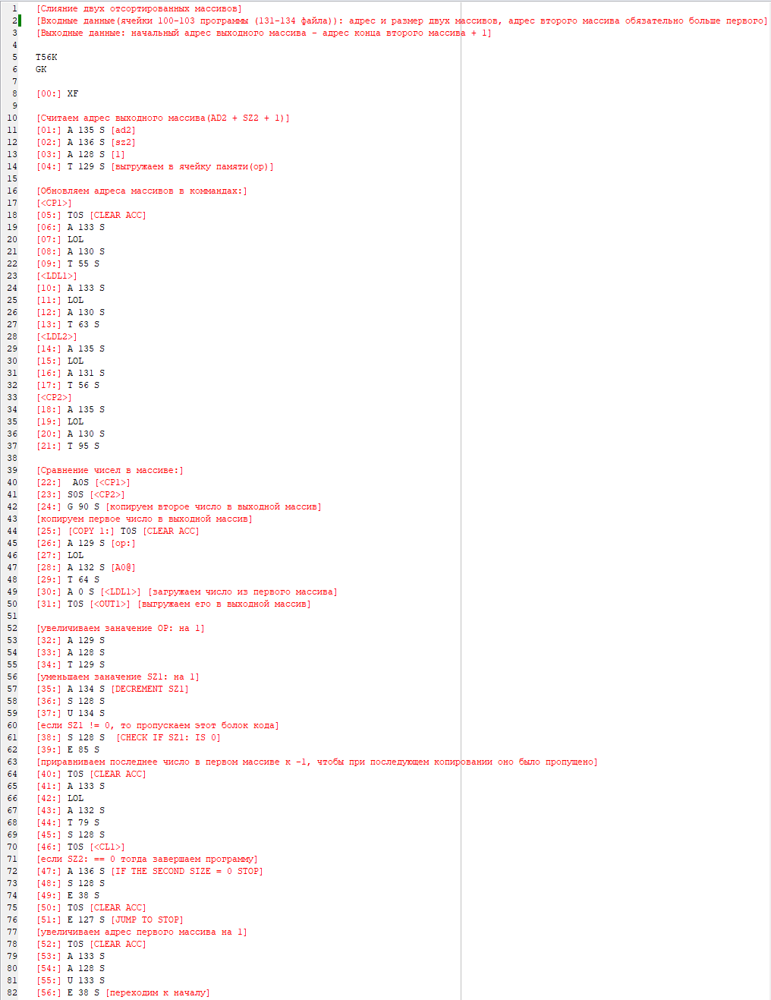 1 [Слияние двух отсортированных массивов]
2 [Входные данные(ячейки 100-103 программы (131-134 файла)): адрес и размер двух массивов, адрес второго массива обязательно больше первого]
3 [Выходные данные: начальный адрес выходного массива - адрес конца второго массива + 1]
4
5 T56K
6 GK
7
8 [00:] XF
9
10 [Считаем адрес выходного массива(AD2 + SZ2 + 1)]
11 [01:] A 135 S [ad2]
12 [02:] A 136 S [sz2]
13 [03:] A 128 S [1]
14 [04:] T 129 S [выгружаем в ячейку памяти(op)]
15
16 [Обновляем адреса массивов в коммандах:]
17 [<CP1>]
18 [05:] T0S [CLEAR ACC]
19 [06:] A 133 S
20 [07:] L0L
21 [08:] A 130 S
22 [09:] T 55 S
23 [<LDL1>]
24 [10:] A 133 S
25 [11:] L0L
26 [12:] A 130 S
27 [13:] T 63 S
28 [<LDL2>]
29 [14:] A 135 S
30 [15:] L0L
31 [16:] A 131 S
32 [17:] T 56 S
33 [<CP2>]
34 [18:] A 135 S
35 [19:] L0L
36 [20:] A 130 S
37 [21:] T 95 S
38
39 [Сравнение чисел в массиве:]
40 [22:]  A0S [<CP1>]
41 [23:] S0S [<CP2>]
42 [24:] G 90 S [копируем второе число в выходной массив]
43 [копируем первое число в выходной массив]
44 [25:] [COPY 1:] T0S [CLEAR ACC]
45 [26:] A 129 S [op:]
46 [27:] L0L
47 [28:] A 132 S [A0@]
48 [29:] T 64 S
49 [30:] A 0 S [<LDL1>] [загружаем число из первого массива]
50 [31:] T0S [<OUT1>] [выгружаем его в выходной массив]
51
52 [увеличиваем заначение OP: на 1]
53 [32:] A 129 S
54 [33:] A 128 S
55 [34:] T 129 S
56 [уменьшаем заначение SZ1: на 1]
57 [35:] A 134 S [DECREMENT SZ1]
58 [36:] S 128 S
59 [37:] U 134 S
60 [если SZ1 != 0, то пропускаем этот болок кода]
61 [38:] S 128 S  [CHECK IF SZ1: IS 0]
62 [39:] E 85 S
63 [приравниваем последнее число в первом массиве к -1, чтобы при последующем копировании оно было пропущено]
64 [40:] T0S [CLEAR ACC]
65 [41:] A 133 S
66 [42:] L0L
67 [43:] A 132 S
68 [44:] T 79 S
69 [45:] S 128 S
70 [46:] T0S [<CL1>]
71 [если SZ2: == 0 тогда завершаем программу]
72 [47:] A 136 S [IF THE SECOND SIZE = 0 STOP]
73 [48:] S 128 S
74 [49:] E 38 S
75 [50:] T0S [CLEAR ACC]
76 [51:] E 127 S [JUMP TO STOP]
77 [увеличиваем адрес первого массива на 1]
78 [52:] T0S [CLEAR ACC]
79 [53:] A 133 S
80 [54:] A 128 S
81 [55:] U 133 S
82 [56:] E 38 S [переходим к началу]